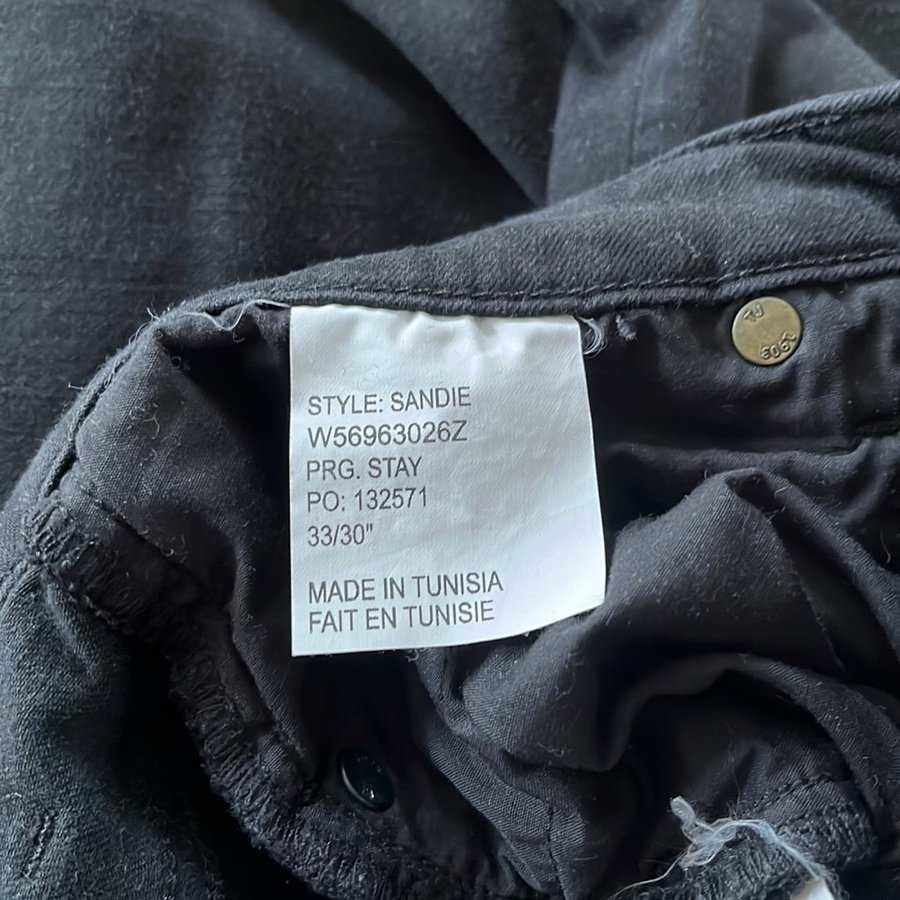 STYLE: SANDIE
W56963026Z
PRG. STAY
PO: 132571
33/30"
MADE IN TUNISIA
FAIT EN TUNISIE